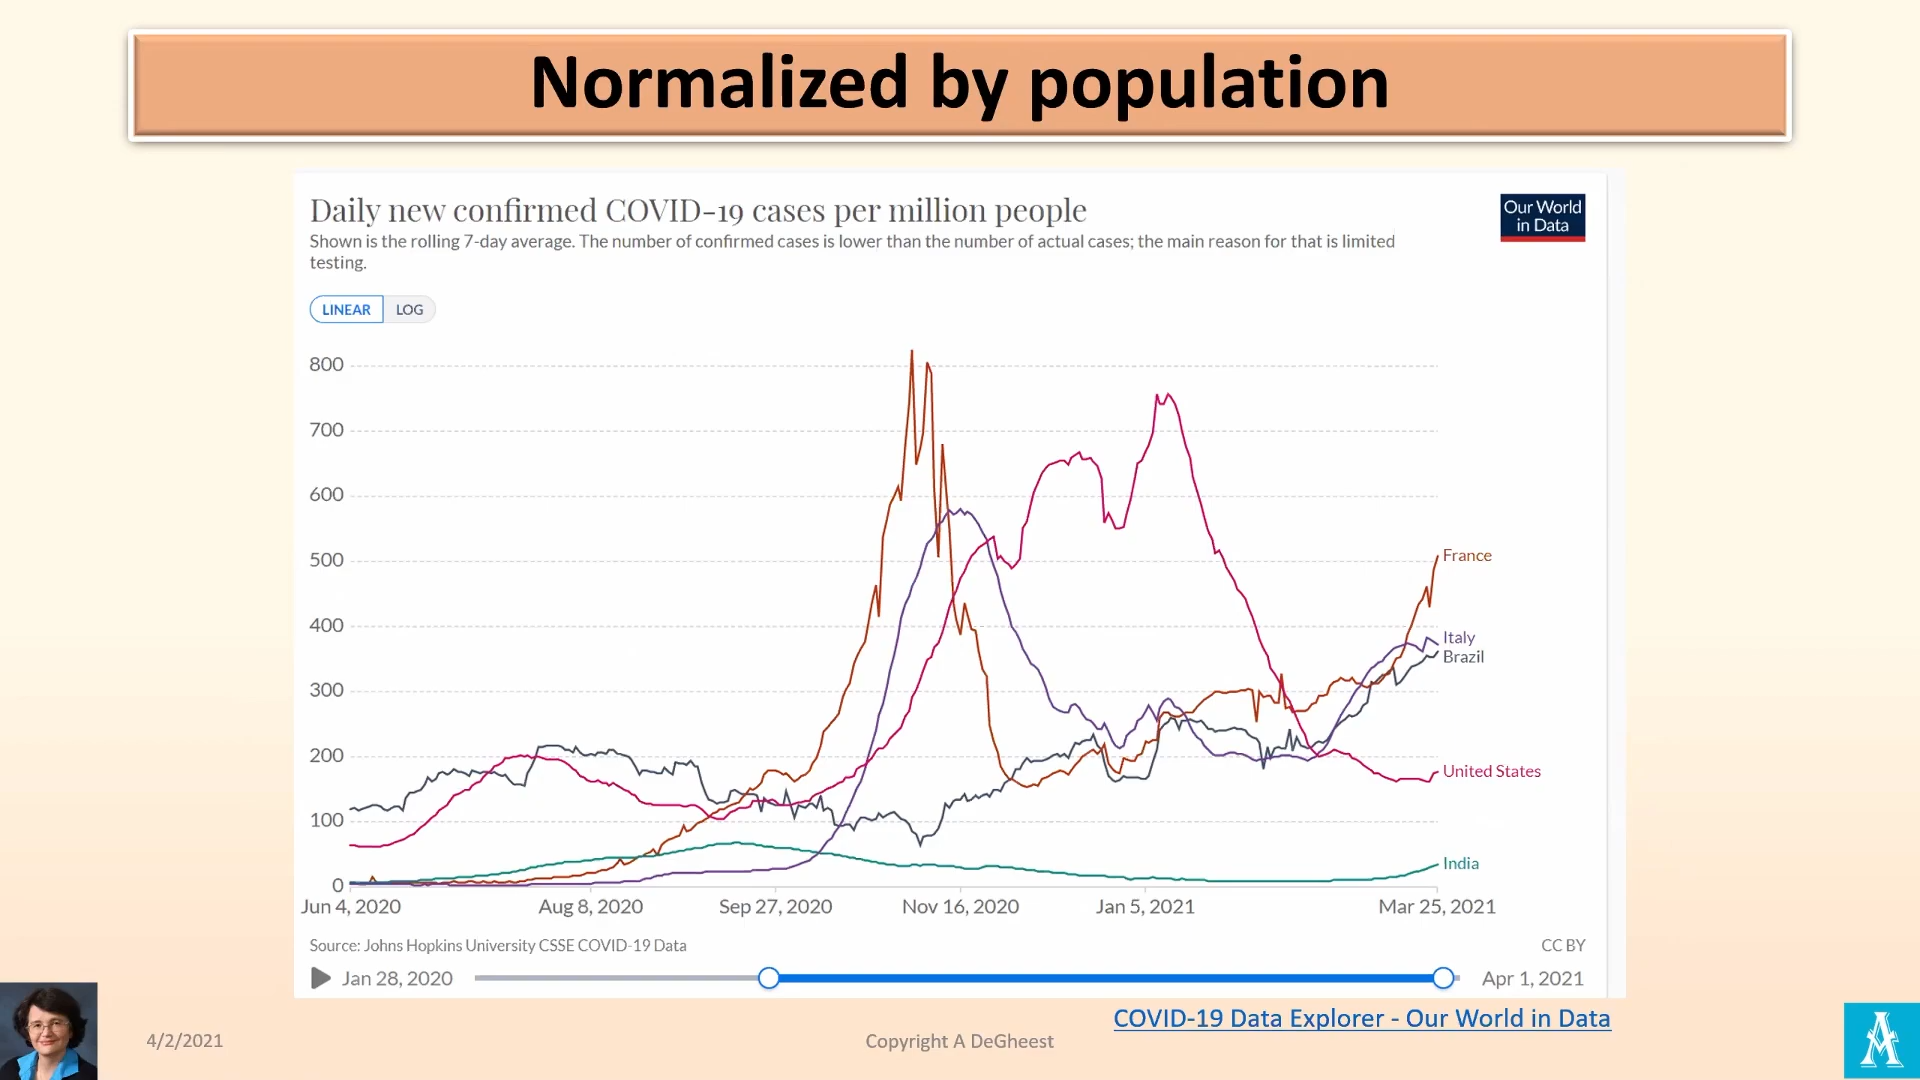 Normalized by population
Daily new confirmed COVID-19 cases per million people
Our World
in Data
Shown is the rolling 7-day average. The number of confirmed cases is lower than the number of actual cases; the main reason for that is limited
testing.
LINEAR LOG
800
700
600
500
400
300
200
100
0
France
Italy
Brazil
United States
India
Jun 4, 2020 Aug 8, 2020 Sep 27, 2020 Nov 16, 2020 Jan 5, 2021 Mar 25, 2021
Source: Johns Hopkins University CSSE COVID-19 Data CC BY
Jan 28, 2020 Apr 1, 2021
COVID-19 Data Explorer - Our World in Data
4/2/2021 Copyright A DeGheest
A